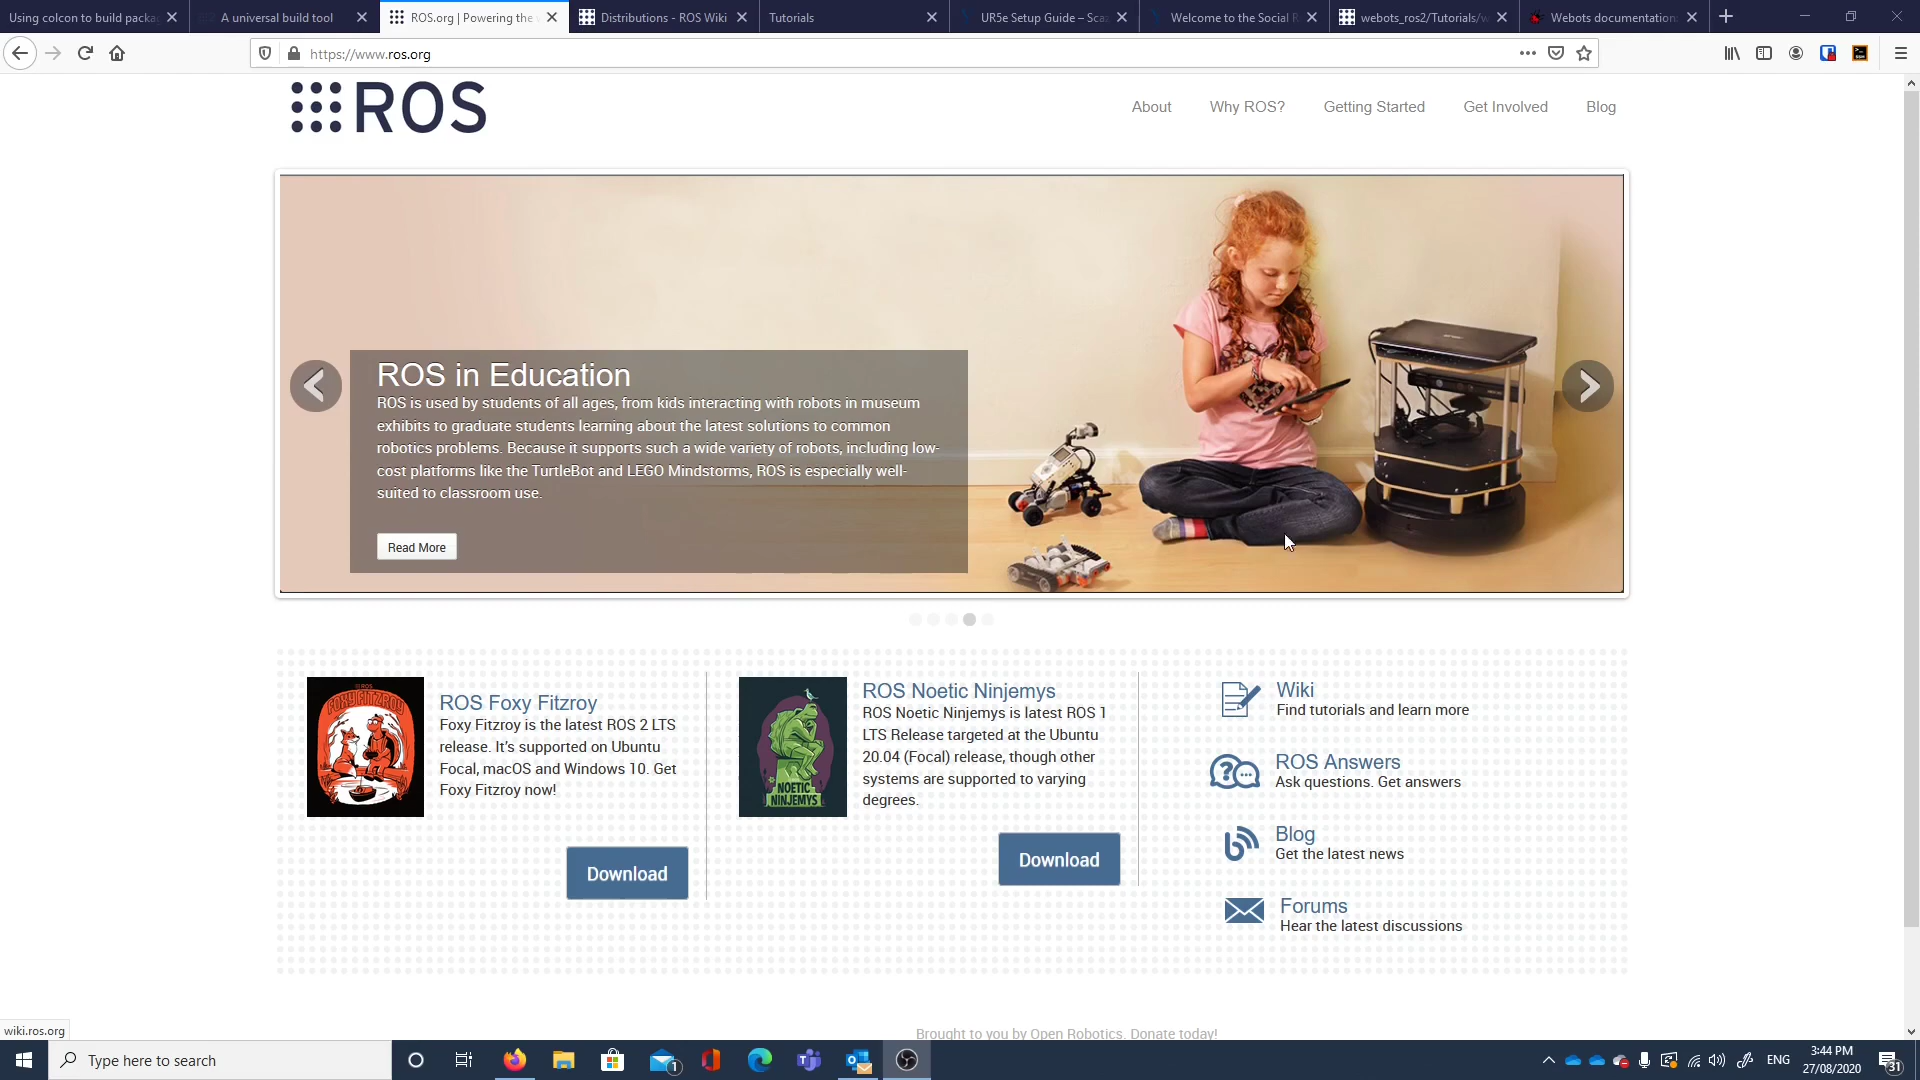 Using colcon to build packa
A universal build tool
ROS.org | Powering the
Distributions - ROS Wiki
Tutorials
UR5e Setup Guide – Sca
Welcome to the Social R
webots_ros2/Tutorials/w
Webots documentation
https://www.ros.org
ROS
About
Why ROS?
Getting Started
Get Involved
Blog
ROS in Education
ROS is used by students of all ages, from kids interacting with robots in museum
exhibits to graduate students learning about the latest solutions to common
robotics problems. Because it supports such a wide variety of robots, including low-
cost platforms like the TurtleBot and LEGO Mindstorms, ROS is especially well-
suited to classroom use.
Read More
ROS
FOXY FITZROY
ROS Foxy Fitzroy
Foxy Fitzroy is the latest ROS 2 LTS
release. It's supported on Ubuntu
Focal, macOS and Windows 10. Get
Foxy Fitzroy now!
Download
NOETIC
NINJEMYS
ROS Noetic Ninjemys
ROS Noetic Ninjemys is latest ROS 1
LTS Release targeted at the Ubuntu
20.04 (Focal) release, though other
systems are supported to varying
degrees.
Download
Wiki
Find tutorials and learn more
ROS Answers
Ask questions. Get answers
Blog
Get the latest news
Forums
Hear the latest discussions
Brought to you by Open Robotics. Donate today!
wiki.ros.org
Type here to search
1
ENG
3:44 PM
27/08/2020
31